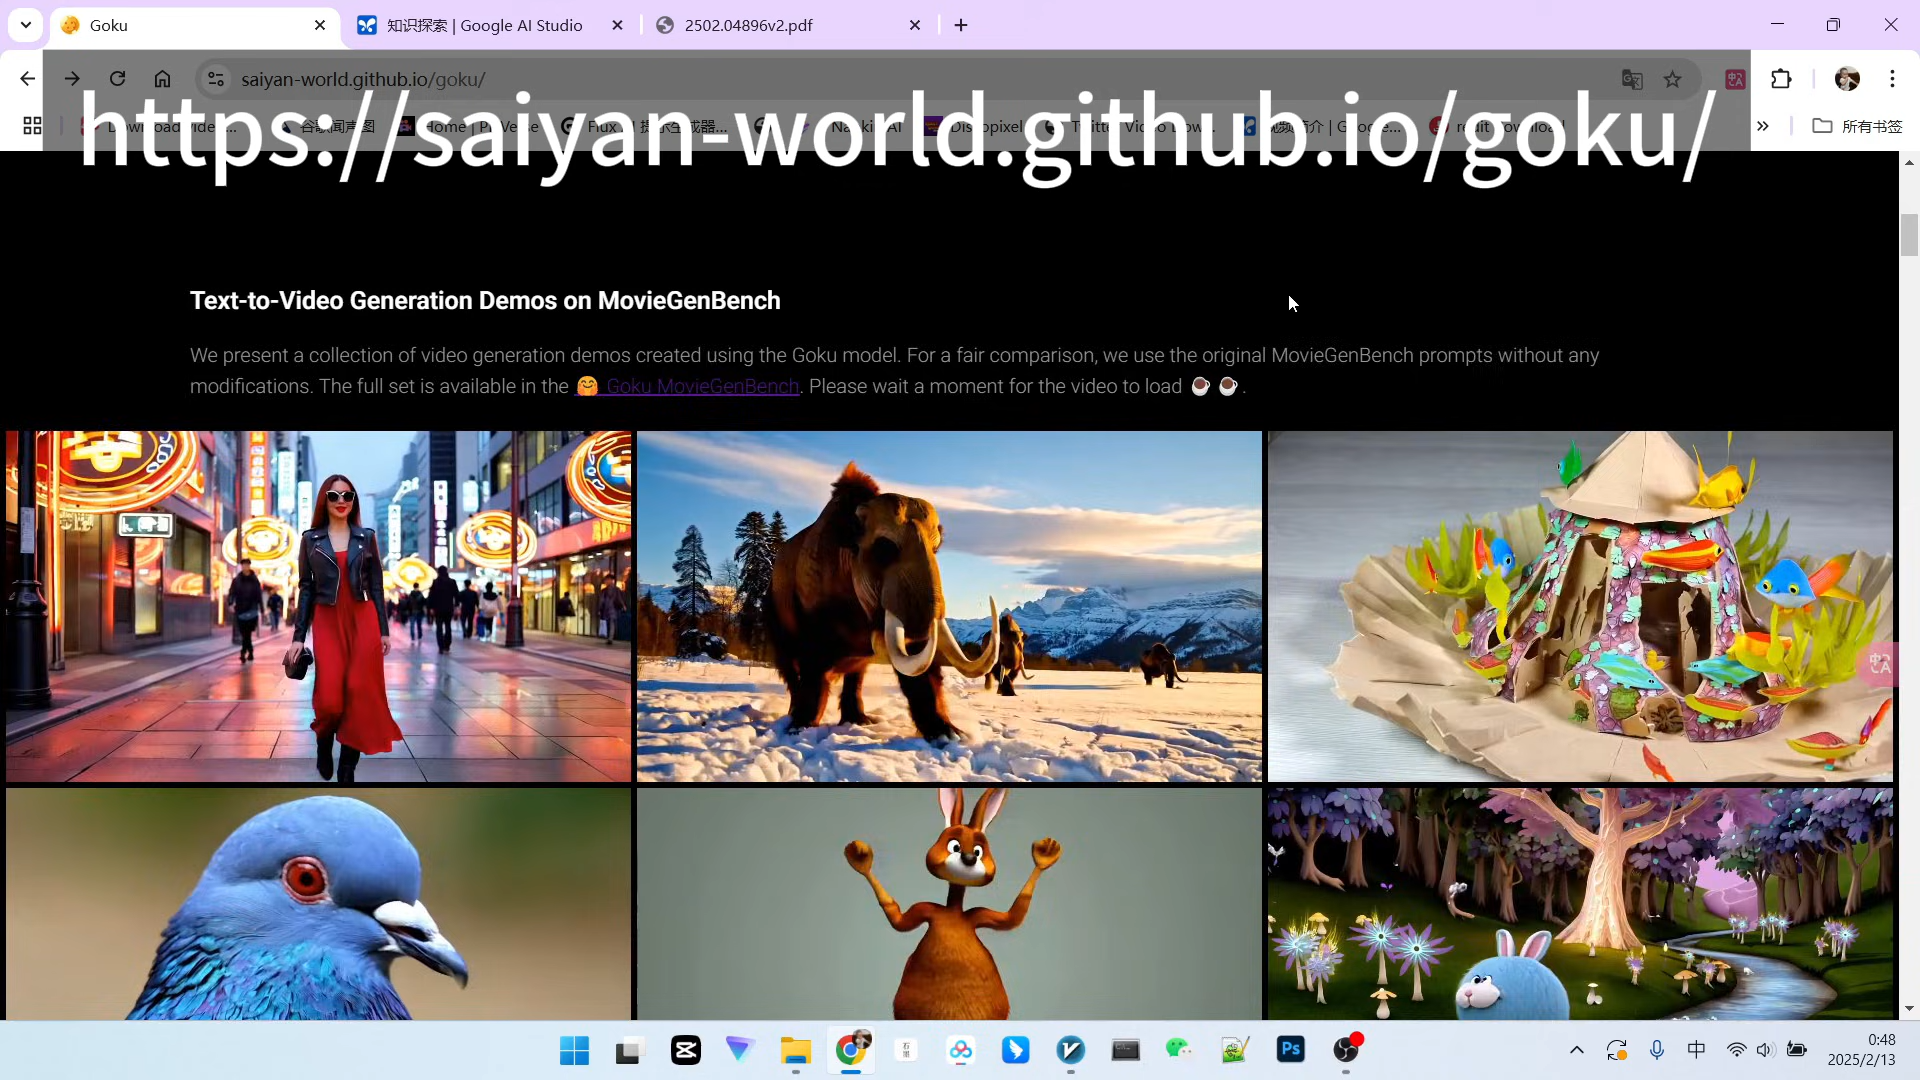 Goku
知识探索 | Google AI Studio
2502.04896v2.pdf
saiyan-world.github.io/goku/
https://saiyan-world.github.io/goku/
所有书签
Text-to-Video Generation Demos on MovieGenBench
We present a collection of video generation demos created using the Goku model. For a fair comparison, we use the original MovieGenBench prompts without any
modifications. The full set is available in the 🤗 Goku MovieGenBench. Please wait a moment for the video to load ☕ ☕.
Ps
中
0:48
2025/2/13